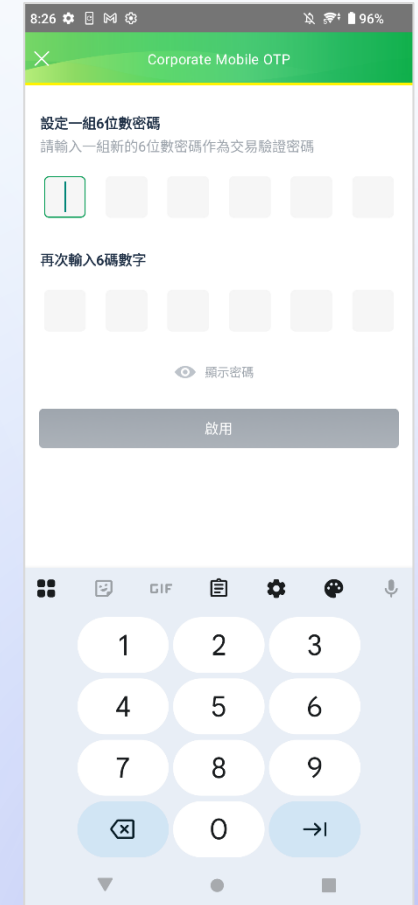 8:26
96%
Corporate Mobile OTP
設定一組6位數密碼
請輸入一組新的6位數密碼作為交易驗證密碼
再次輸入6碼數字
顯示密碼
啟用
GIF
1 2 3
4 5 6
7 8 9
0